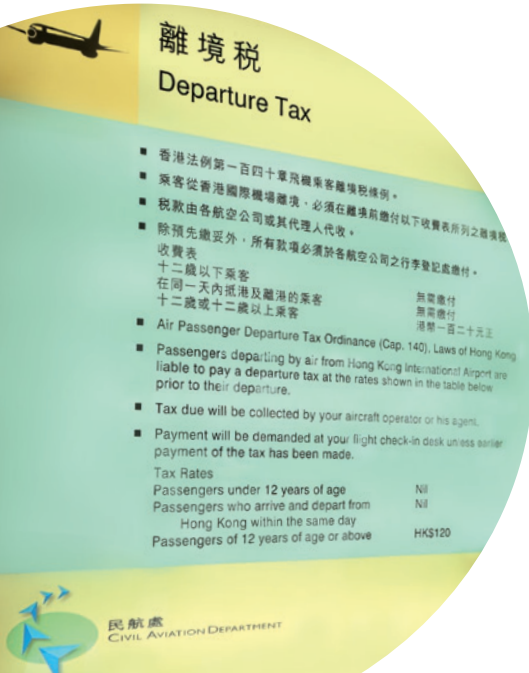 離境税
Departure Tax
■ 香港法例第一百四十章飛機乘客離境税條例。
■ 乘客從香港國際機場離境，必須在離境前繳付以下收費表所列之離境税
■ 税款由各航空公司或其代理人代收。
■ 除預先繳妥外，所有款項必須於各航空公司之行李登記處繳付。
收費表
十二歲以下乘客 無需繳付
在同一天內抵港及離港的乘客 無需繳付
十二歲或十二歲以上乘客 港幣一百二十元正
■ Air Passenger Departure Tax Ordinance (Cap. 140), Laws of Hong Kong
■ Passengers departing by air from Hong Kong International Airport are
liable to pay a departure tax at the rates shown in the table below
prior to their departure.
■ Tax due will be collected by your aircraft operator or his agent.
■ Payment will be demanded at your flight check-in desk unless earlier
payment of the tax has been made.
Tax Rates
Passengers under 12 years of age Nil
Passengers who arrive and depart from Nil
Hong Kong within the same day
Passengers of 12 years of age or above HK$120
民航處
CIVIL AVIATION DEPARTMENT